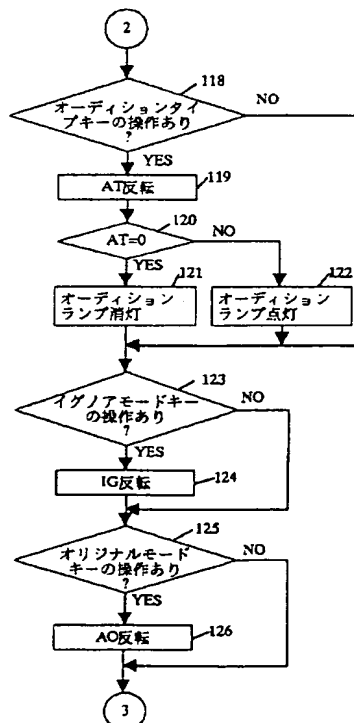 2
118
オーディションタイ
プキーの操作あり
?
NO
YES
AT反転
119
120
AT=0
NO
YES
121
122
オーディション
ランプ消灯
オーディション
ランプ点灯
123
イグノアモードキー
の操作あり
?
NO
YES
IG反転
124
125
オリジナルモード
キーの操作あり
?
NO
YES
AO反転
126
3